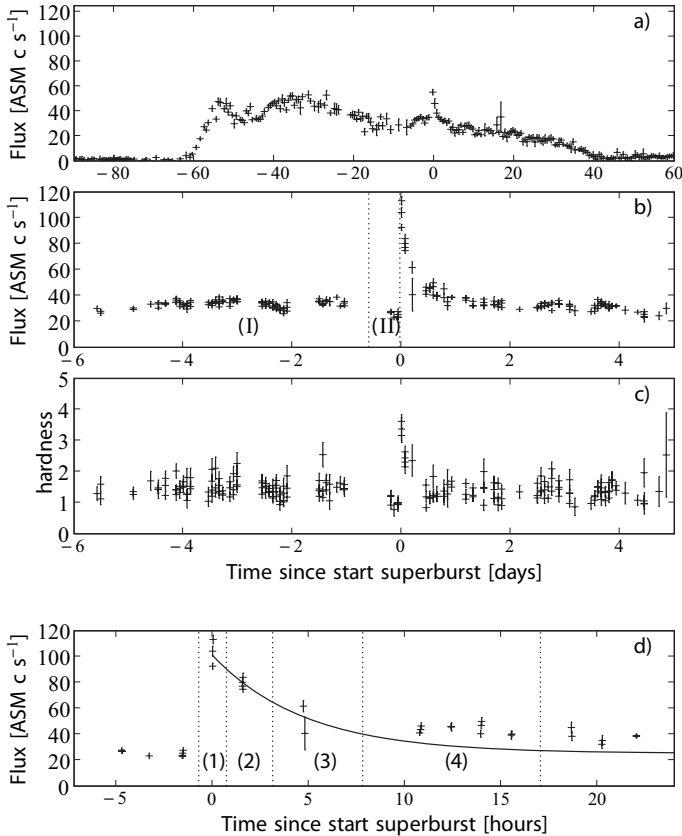 a)
Flux [ASM c s⁻¹]
120
100
80
60
40
20
0
−80 −60 −40 −20 0 20 40 60
b)
Flux [ASM c s⁻¹]
120
100
80
60
40
20
0
(I) (II)
−6 −4 −2 0 2 4
c)
hardness
5
4
3
2
1
0
−6 −4 −2 0 2 4
Time since start superburst [days]
d)
Flux [ASM c s⁻¹]
120
100
80
60
40
20
0
(1) (2) (3) (4)
−5 0 5 10 15 20
Time since start superburst [hours]